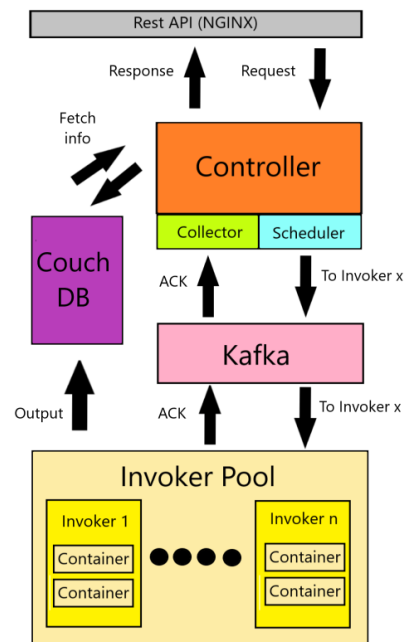 Rest API (NGINX)
Response
Request
Fetch
info
Controller
Collector
Scheduler
Couch
DB
ACK
To Invoker x
Kafka
Output
ACK
To Invoker x
Invoker Pool
Invoker 1
Invoker n
Container
Container
Container
Container